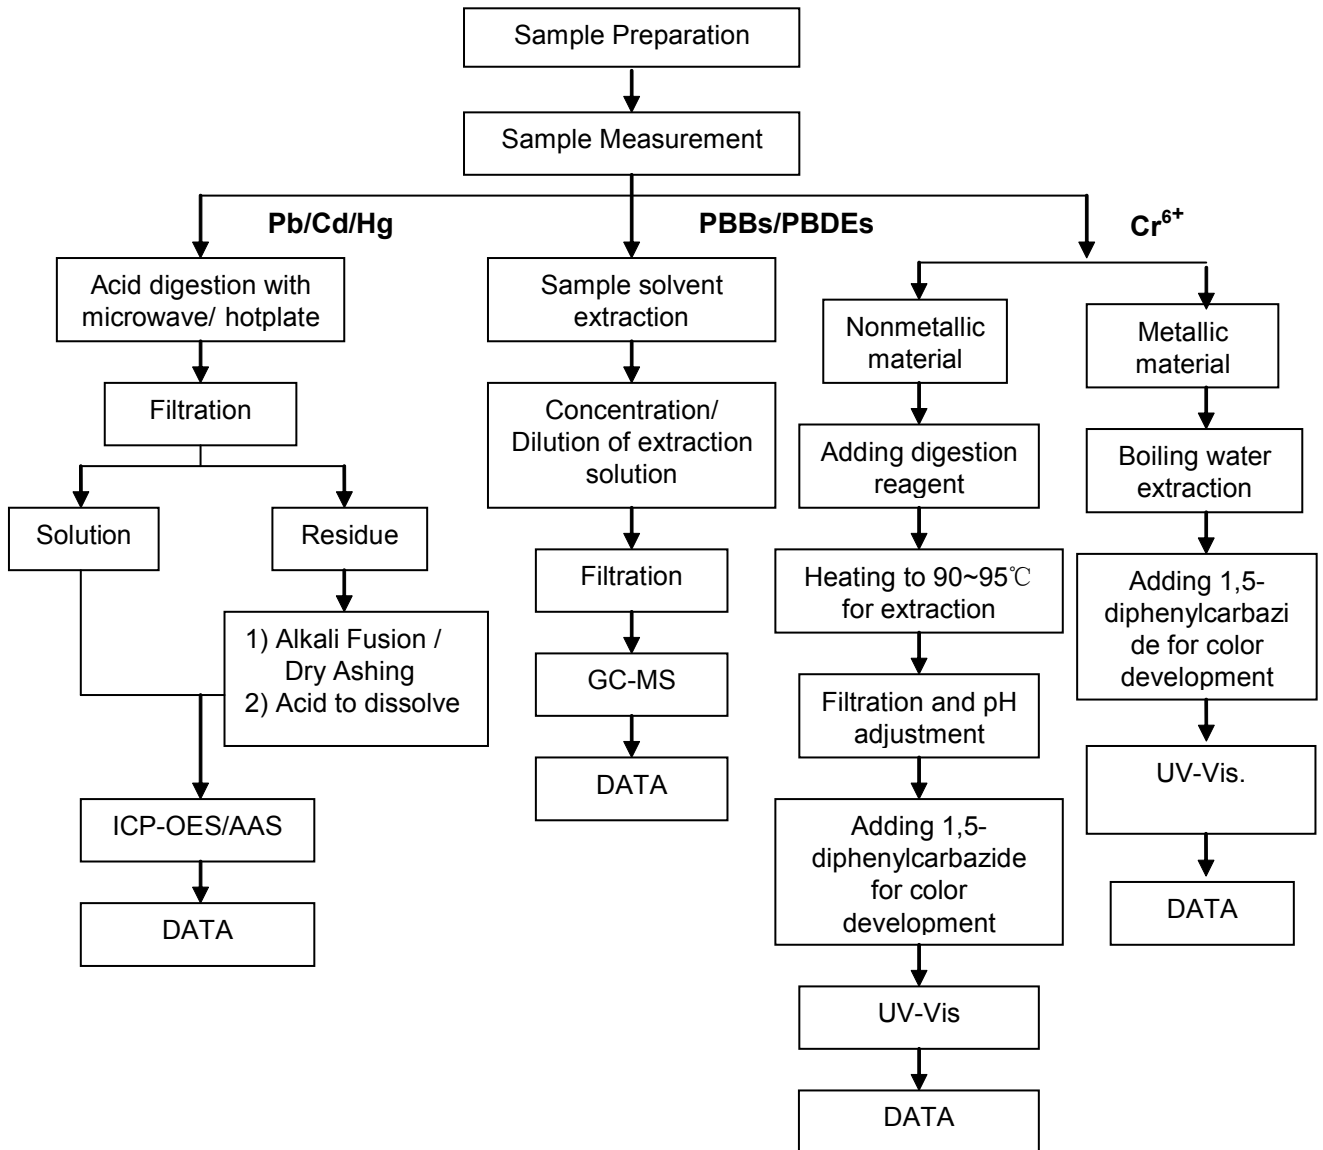 Sample Preparation
Sample Measurement
Pb/Cd/Hg
Acid digestion with
microwave/ hotplate
Filtration
Solution
Residue
1) Alkali Fusion /
Dry Ashing
2) Acid to dissolve
ICP-OES/AAS
DATA
PBBs/PBDEs
Sample solvent
extraction
Concentration/
Dilution of extraction
solution
Filtration
GC-MS
DATA
Cr⁶⁺
Nonmetallic
material
Adding digestion
reagent
Heating to 90~95℃
for extraction
Filtration and pH
adjustment
Adding 1,5-
diphenylcarbazide
for color
development
UV-Vis
DATA
Metallic
material
Boiling water
extraction
Adding 1,5-
diphenylcarbazi
de for color
development
UV-Vis.
DATA